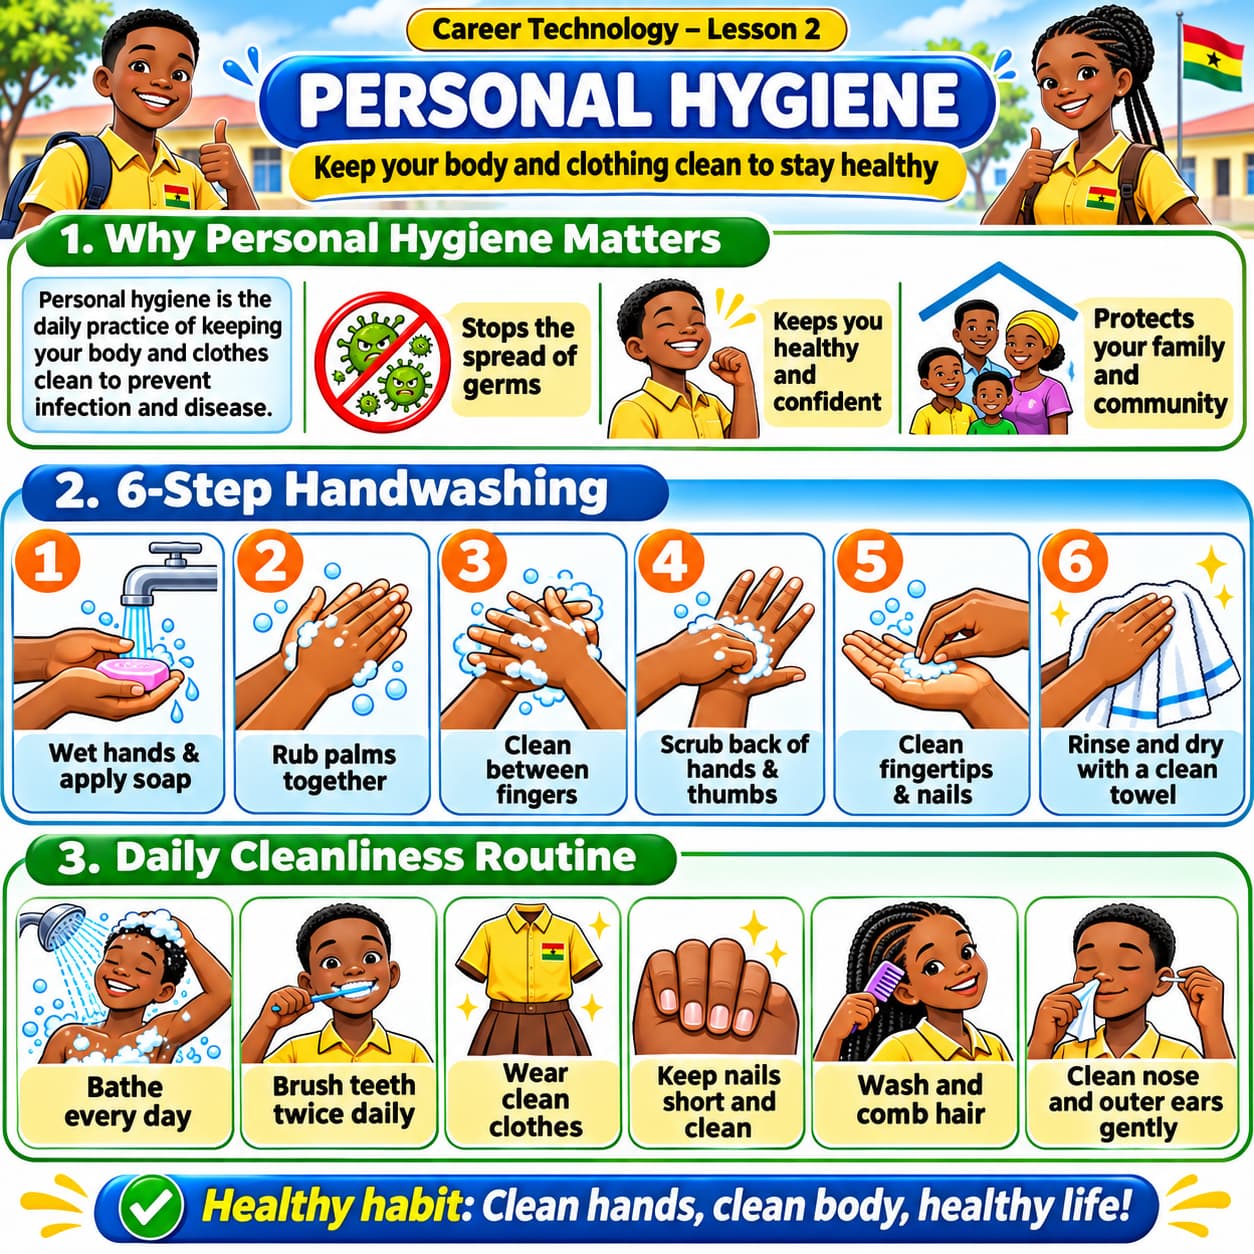 Career Technology – Lesson 2
PERSONAL HYGIENE
Keep your body and clothing clean to stay healthy
1. Why Personal Hygiene Matters
Personal hygiene is the
daily practice of keeping
your body and clothes
clean to prevent
infection and disease.
Stops the
spread of
germs
Keeps you
healthy
and
confident
Protects
your family
and
community
2. 6-Step Handwashing
1
Wet hands &
apply soap
2
Rub palms
together
3
Clean
between
fingers
4
Scrub back of
hands &
thumbs
5
Clean
fingertips
& nails
6
Rinse and dry
with a clean
towel
3. Daily Cleanliness Routine
Bathe
every day
Brush teeth
twice daily
Wear
clean
clothes
Keep nails
short and
clean
Wash and
comb hair
Clean nose
and outer ears
gently
Healthy habit: Clean hands, clean body, healthy life!